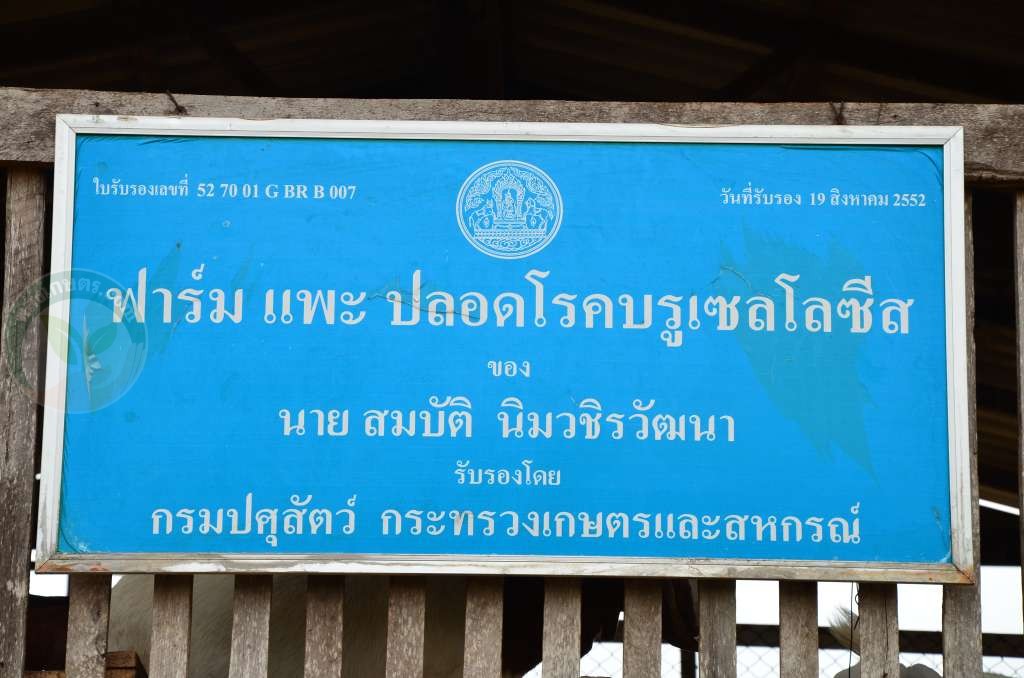 ใบรับรองเลขที่ 52 70 01 G BR B 007
วันที่รับรอง 19 สิงหาคม 2552
ฟาร์ม แพะ ปลอดโรคบรูเซลโลซีส
ของ
นาย สมบัติ นิมวชิรวัฒนา
รับรองโดย
กรมปศุสัตว์ กระทรวงเกษตรและสหกรณ์